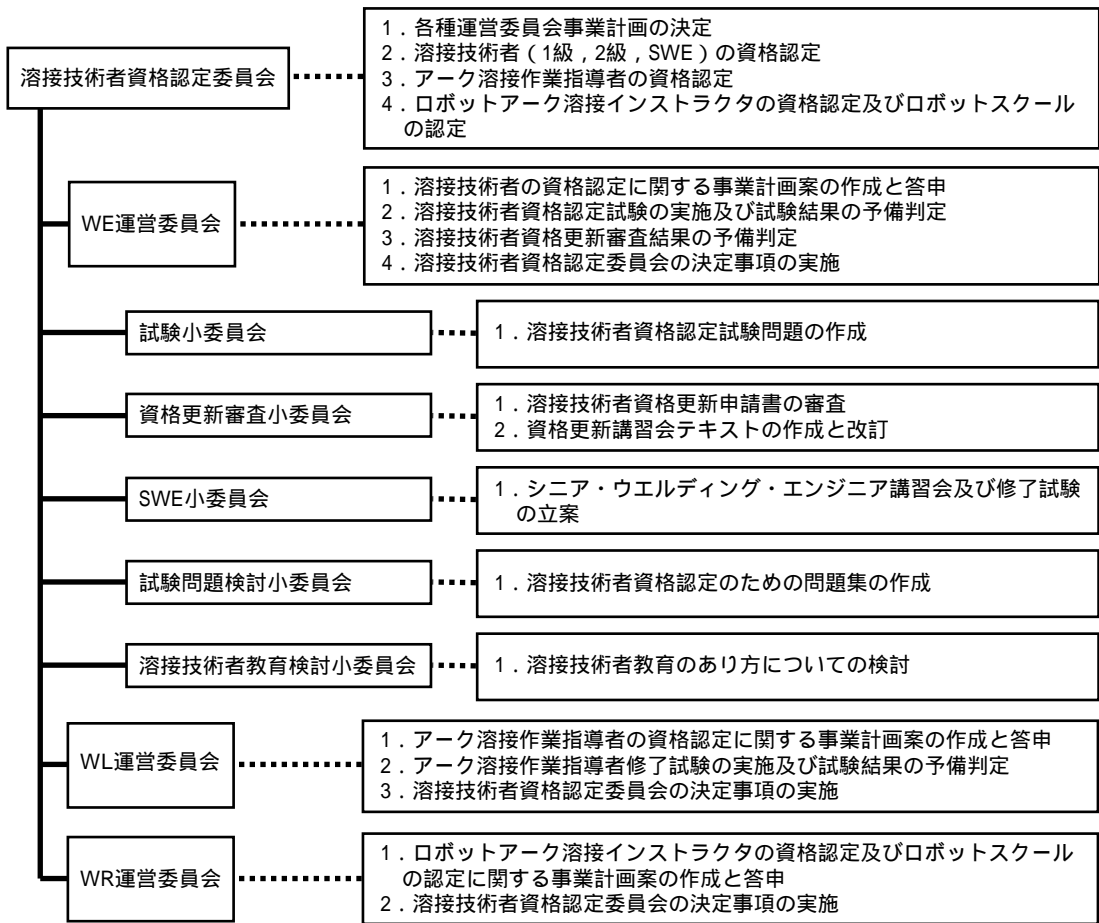 溶接技術者資格認定委員会
1．各種運営委員会事業計画の決定
2．溶接技術者（1級，2級，SWE）の資格認定
3．アーク溶接作業指導者の資格認定
4．ロボットアーク溶接インストラクタの資格認定及びロボットスクール
の認定
WE運営委員会
1．溶接技術者の資格認定に関する事業計画案の作成と答申
2．溶接技術者資格認定試験の実施及び試験結果の予備判定
3．溶接技術者資格更新審査結果の予備判定
4．溶接技術者資格認定委員会の決定事項の実施
試験小委員会
1．溶接技術者資格認定試験問題の作成
資格更新審査小委員会
1．溶接技術者資格更新申請書の審査
2．資格更新講習会テキストの作成と改訂
SWE小委員会
1．シニア・ウエルディング・エンジニア講習会及び修了試験
の立案
試験問題検討小委員会
1．溶接技術者資格認定のための問題集の作成
溶接技術者教育検討小委員会
1．溶接技術者教育のあり方についての検討
WL運営委員会
1．アーク溶接作業指導者の資格認定に関する事業計画案の作成と答申
2．アーク溶接作業指導者修了試験の実施及び試験結果の予備判定
3．溶接技術者資格認定委員会の決定事項の実施
WR運営委員会
1．ロボットアーク溶接インストラクタの資格認定及びロボットスクール
の認定に関する事業計画案の作成と答申
2．溶接技術者資格認定委員会の決定事項の実施